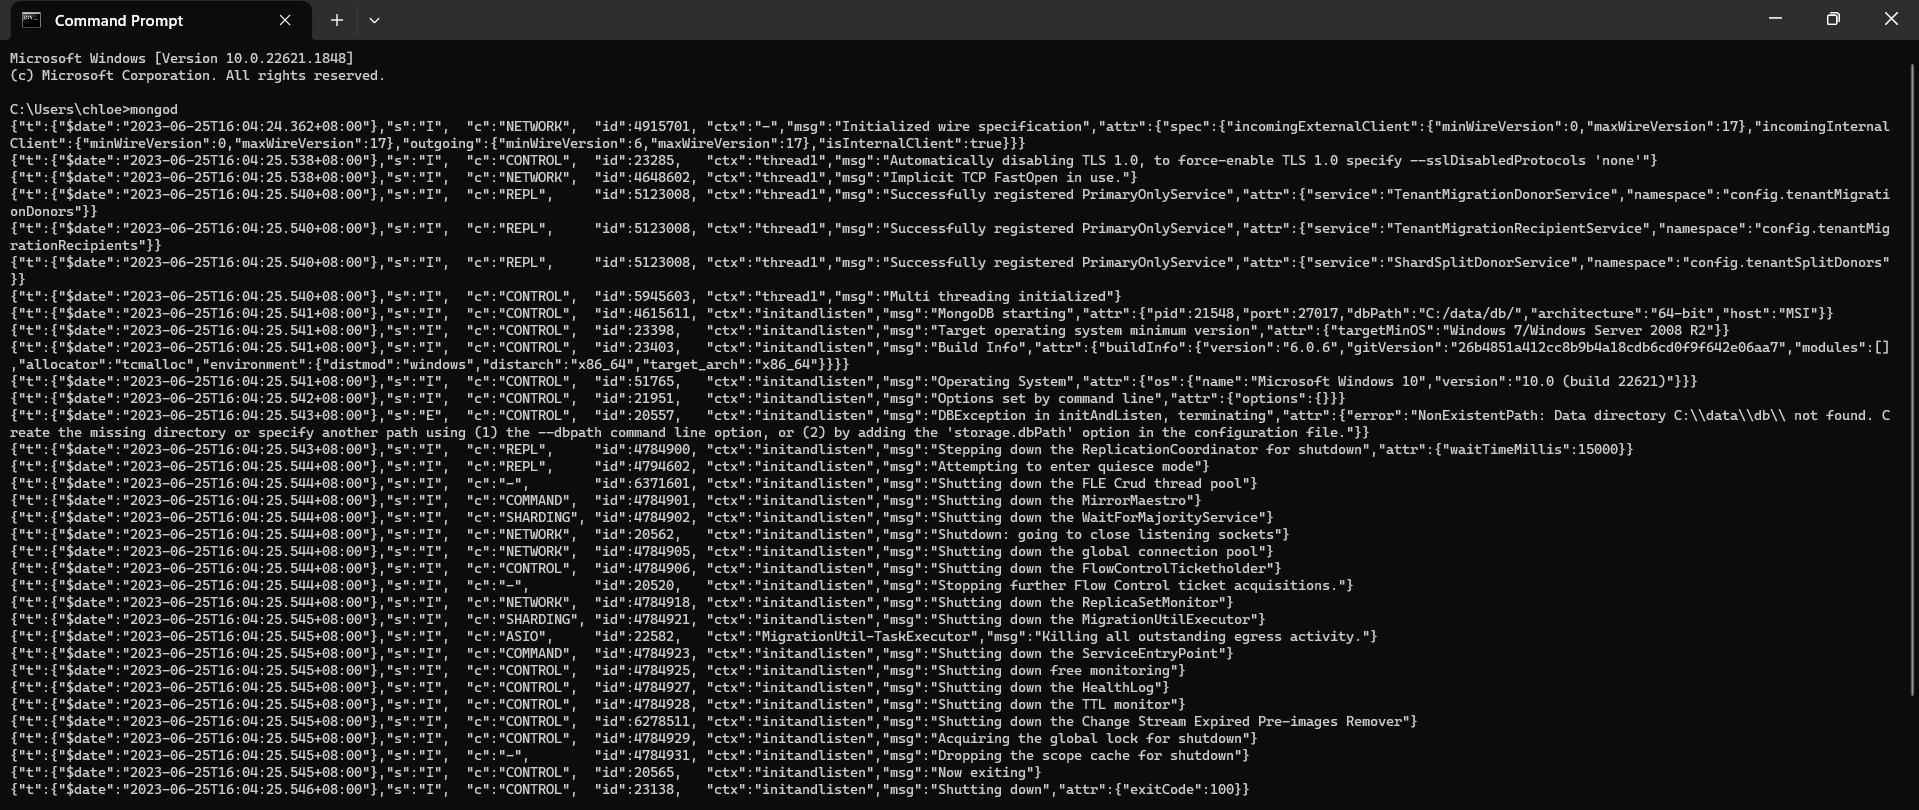 Command Prompt
Microsoft Windows [Version 10.0.22621.1848]
(c) Microsoft Corporation. All rights reserved.
C:\Users\chloe>mongod
{"t":{"$date":"2023-06-25T16:04:24.362+08:00"},"s":"I",  "c":"NETWORK",  "id":4915701, "ctx":"-","msg":"Initialized wire specification","attr":{"spec":{"incomingExternalClient":{"minWireVersion":0,"maxWireVersion":17},"incomingInternal
Client":{"minWireVersion":0,"maxWireVersion":17},"outgoing":{"minWireVersion":6,"maxWireVersion":17},"isInternalClient":true}}}
{"t":{"$date":"2023-06-25T16:04:25.538+08:00"},"s":"I",  "c":"CONTROL",  "id":23285,   "ctx":"thread1","msg":"Automatically disabling TLS 1.0, to force-enable TLS 1.0 specify --sslDisabledProtocols 'none'"}
{"t":{"$date":"2023-06-25T16:04:25.538+08:00"},"s":"I",  "c":"NETWORK",  "id":4648602, "ctx":"thread1","msg":"Implicit TCP FastOpen in use."}
{"t":{"$date":"2023-06-25T16:04:25.540+08:00"},"s":"I",  "c":"REPL",     "id":5123008, "ctx":"thread1","msg":"Successfully registered PrimaryOnlyService","attr":{"service":"TenantMigrationDonorService","namespace":"config.tenantMigrati
onDonors"}}
{"t":{"$date":"2023-06-25T16:04:25.540+08:00"},"s":"I",  "c":"REPL",     "id":5123008, "ctx":"thread1","msg":"Successfully registered PrimaryOnlyService","attr":{"service":"TenantMigrationRecipientService","namespace":"config.tenantMig
rationRecipients"}}
{"t":{"$date":"2023-06-25T16:04:25.540+08:00"},"s":"I",  "c":"REPL",     "id":5123008, "ctx":"thread1","msg":"Successfully registered PrimaryOnlyService","attr":{"service":"ShardSplitDonorService","namespace":"config.tenantSplitDonors"
}}
{"t":{"$date":"2023-06-25T16:04:25.540+08:00"},"s":"I",  "c":"CONTROL",  "id":5945603, "ctx":"thread1","msg":"Multi threading initialized"}
{"t":{"$date":"2023-06-25T16:04:25.541+08:00"},"s":"I",  "c":"CONTROL",  "id":4615611, "ctx":"initandlisten","msg":"MongoDB starting","attr":{"pid":21548,"port":27017,"dbPath":"C:/data/db/","architecture":"64-bit","host":"MSI"}}
{"t":{"$date":"2023-06-25T16:04:25.541+08:00"},"s":"I",  "c":"CONTROL",  "id":23398,   "ctx":"initandlisten","msg":"Target operating system minimum version","attr":{"targetMinOS":"Windows 7/Windows Server 2008 R2"}}
{"t":{"$date":"2023-06-25T16:04:25.541+08:00"},"s":"I",  "c":"CONTROL",  "id":23403,   "ctx":"initandlisten","msg":"Build Info","attr":{"buildInfo":{"version":"6.0.6","gitVersion":"26b4851a412cc8b9b4a18cdb6cd0f9f642e06aa7","modules":[]
,"allocator":"tcmalloc","environment":{"distmod":"windows","distarch":"x86_64","target_arch":"x86_64"}}}}
{"t":{"$date":"2023-06-25T16:04:25.541+08:00"},"s":"I",  "c":"CONTROL",  "id":51765,   "ctx":"initandlisten","msg":"Operating System","attr":{"os":{"name":"Microsoft Windows 10","version":"10.0 (build 22621)"}}}
{"t":{"$date":"2023-06-25T16:04:25.542+08:00"},"s":"I",  "c":"CONTROL",  "id":21951,   "ctx":"initandlisten","msg":"Options set by command line","attr":{"options":{}}}
{"t":{"$date":"2023-06-25T16:04:25.543+08:00"},"s":"E",  "c":"CONTROL",  "id":20557,   "ctx":"initandlisten","msg":"DBException in initAndListen, terminating","attr":{"error":"NonExistentPath: Data directory C:\\data\\db\\ not found. C
reate the missing directory or specify another path using (1) the --dbpath command line option, or (2) by adding the 'storage.dbPath' option in the configuration file."}}
{"t":{"$date":"2023-06-25T16:04:25.543+08:00"},"s":"I",  "c":"REPL",     "id":4784900, "ctx":"initandlisten","msg":"Stepping down the ReplicationCoordinator for shutdown","attr":{"waitTimeMillis":15000}}
{"t":{"$date":"2023-06-25T16:04:25.544+08:00"},"s":"I",  "c":"REPL",     "id":4794602, "ctx":"initandlisten","msg":"Attempting to enter quiesce mode"}
{"t":{"$date":"2023-06-25T16:04:25.544+08:00"},"s":"I",  "c":"-",        "id":6371601, "ctx":"initandlisten","msg":"Shutting down the FLE Crud thread pool"}
{"t":{"$date":"2023-06-25T16:04:25.544+08:00"},"s":"I",  "c":"COMMAND",  "id":4784901, "ctx":"initandlisten","msg":"Shutting down the MirrorMaestro"}
{"t":{"$date":"2023-06-25T16:04:25.544+08:00"},"s":"I",  "c":"SHARDING", "id":4784902, "ctx":"initandlisten","msg":"Shutting down the WaitForMajorityService"}
{"t":{"$date":"2023-06-25T16:04:25.544+08:00"},"s":"I",  "c":"NETWORK",  "id":20562,   "ctx":"initandlisten","msg":"Shutdown: going to close listening sockets"}
{"t":{"$date":"2023-06-25T16:04:25.544+08:00"},"s":"I",  "c":"NETWORK",  "id":4784905, "ctx":"initandlisten","msg":"Shutting down the global connection pool"}
{"t":{"$date":"2023-06-25T16:04:25.544+08:00"},"s":"I",  "c":"CONTROL",  "id":4784906, "ctx":"initandlisten","msg":"Shutting down the FlowControlTicketholder"}
{"t":{"$date":"2023-06-25T16:04:25.544+08:00"},"s":"I",  "c":"-",        "id":20520,   "ctx":"initandlisten","msg":"Stopping further Flow Control ticket acquisitions."}
{"t":{"$date":"2023-06-25T16:04:25.544+08:00"},"s":"I",  "c":"NETWORK",  "id":4784918, "ctx":"initandlisten","msg":"Shutting down the ReplicaSetMonitor"}
{"t":{"$date":"2023-06-25T16:04:25.545+08:00"},"s":"I",  "c":"SHARDING", "id":4784921, "ctx":"initandlisten","msg":"Shutting down the MigrationUtilExecutor"}
{"t":{"$date":"2023-06-25T16:04:25.545+08:00"},"s":"I",  "c":"ASIO",     "id":22582,   "ctx":"MigrationUtil-TaskExecutor","msg":"Killing all outstanding egress activity."}
{"t":{"$date":"2023-06-25T16:04:25.545+08:00"},"s":"I",  "c":"COMMAND",  "id":4784923, "ctx":"initandlisten","msg":"Shutting down the ServiceEntryPoint"}
{"t":{"$date":"2023-06-25T16:04:25.545+08:00"},"s":"I",  "c":"CONTROL",  "id":4784925, "ctx":"initandlisten","msg":"Shutting down free monitoring"}
{"t":{"$date":"2023-06-25T16:04:25.545+08:00"},"s":"I",  "c":"CONTROL",  "id":4784927, "ctx":"initandlisten","msg":"Shutting down the HealthLog"}
{"t":{"$date":"2023-06-25T16:04:25.545+08:00"},"s":"I",  "c":"CONTROL",  "id":4784928, "ctx":"initandlisten","msg":"Shutting down the TTL monitor"}
{"t":{"$date":"2023-06-25T16:04:25.545+08:00"},"s":"I",  "c":"CONTROL",  "id":6278511, "ctx":"initandlisten","msg":"Shutting down the Change Stream Expired Pre-images Remover"}
{"t":{"$date":"2023-06-25T16:04:25.545+08:00"},"s":"I",  "c":"CONTROL",  "id":4784929, "ctx":"initandlisten","msg":"Acquiring the global lock for shutdown"}
{"t":{"$date":"2023-06-25T16:04:25.545+08:00"},"s":"I",  "c":"-",        "id":4784931, "ctx":"initandlisten","msg":"Dropping the scope cache for shutdown"}
{"t":{"$date":"2023-06-25T16:04:25.545+08:00"},"s":"I",  "c":"CONTROL",  "id":20565,   "ctx":"initandlisten","msg":"Now exiting"}
{"t":{"$date":"2023-06-25T16:04:25.546+08:00"},"s":"I",  "c":"CONTROL",  "id":23138,   "ctx":"initandlisten","msg":"Shutting down","attr":{"exitCode":100}}